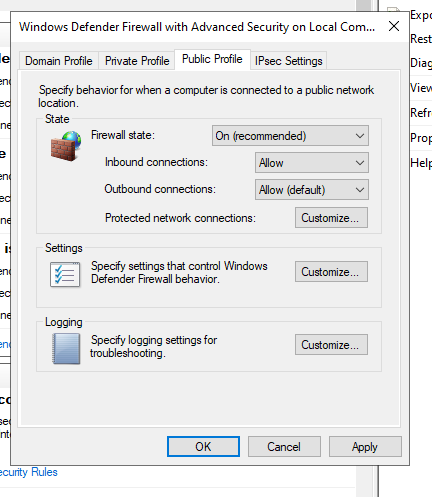 Windows Defender Firewall with Advanced Security on Local Com...
Domain Profile Private Profile Public Profile IPsec Settings
Specify behavior for when a computer is connected to a public network
location.
State
Firewall state: On (recommended)
Inbound connections: Allow
Outbound connections: Allow (default)
Protected network connections: Customize...
Settings
Specify settings that control Windows
Defender Firewall behavior.
Customize...
Logging
Specify logging settings for
troubleshooting.
Customize...
OK Cancel Apply
Expo
Rest
Diag
View
Refr
Prop
Help
ecurity Rules